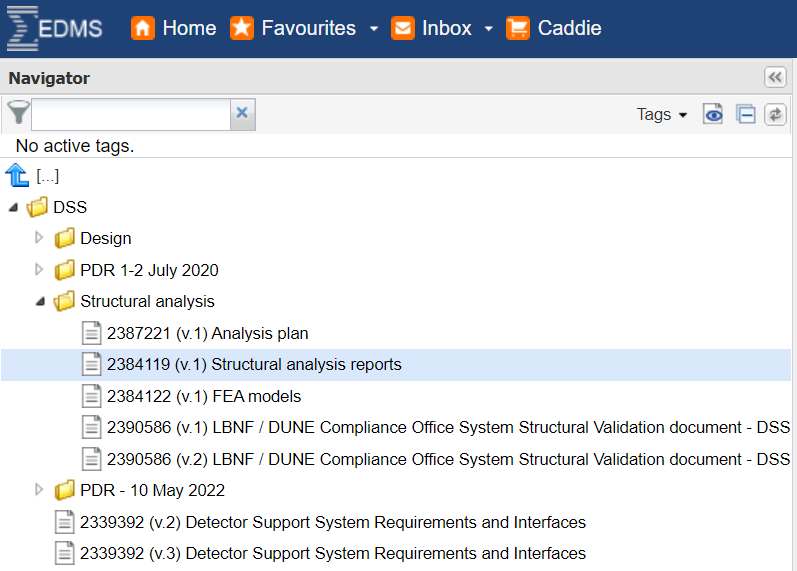 EDMS Home Favourites Inbox Caddie
Navigator
Tags
No active tags.
[...]
DSS
Design
PDR 1-2 July 2020
Structural analysis
2387221 (v.1) Analysis plan
2384119 (v.1) Structural analysis reports
2384122 (v.1) FEA models
2390586 (v.1) LBNF / DUNE Compliance Office System Structural Validation document - DSS
2390586 (v.2) LBNF / DUNE Compliance Office System Structural Validation document - DSS
PDR - 10 May 2022
2339392 (v.2) Detector Support System Requirements and Interfaces
2339392 (v.3) Detector Support System Requirements and Interfaces